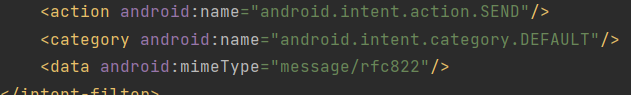 <action android:name="android.intent.action.SEND"/>
<category android:name="android.intent.category.DEFAULT"/>
<data android:mimeType="message/rfc822"/>
</intent-filter>